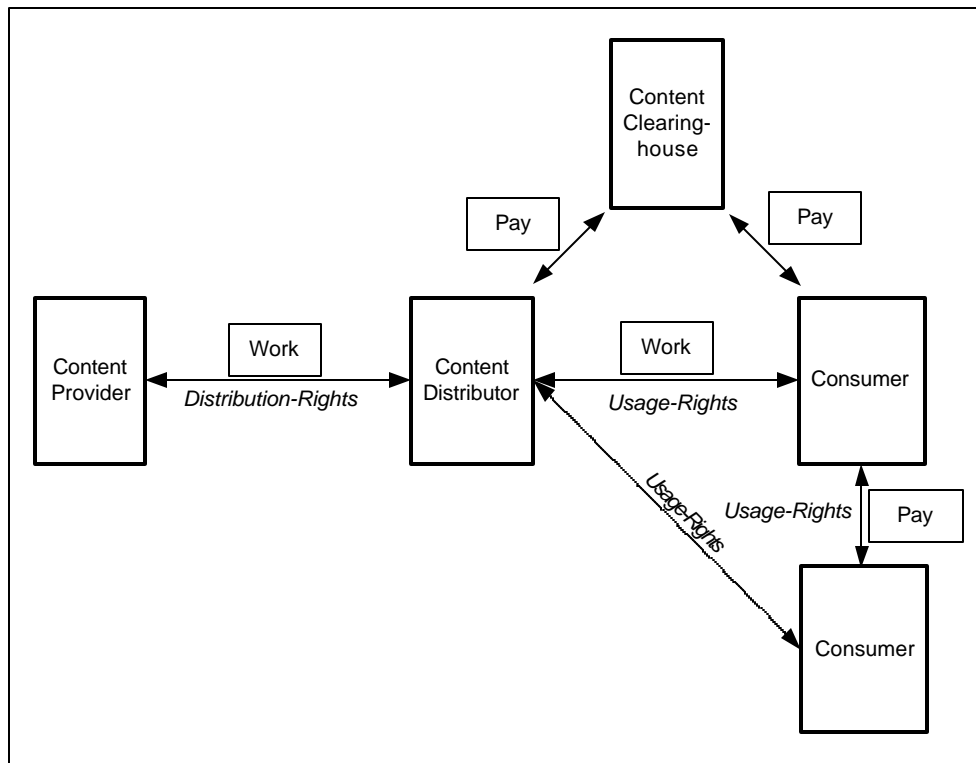 Content
Clearing-
house
Pay
Pay
Content
Provider
Work
Distribution-Rights
Content
Distributor
Work
Usage-Rights
Consumer
Usage-Rights
Usage-Rights
Pay
Consumer